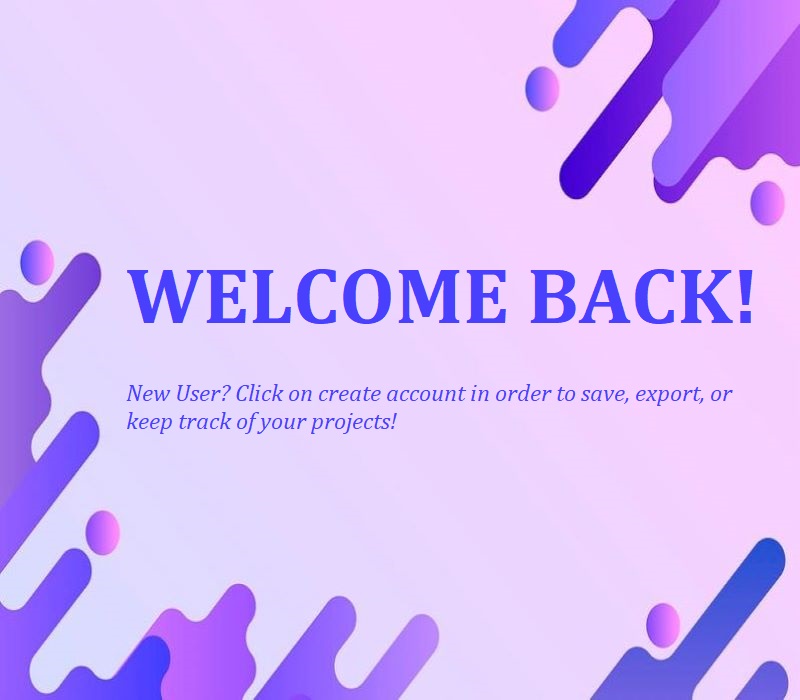 WELCOME BACK!
New User? Click on create account in order to save, export, or
keep track of your projects!